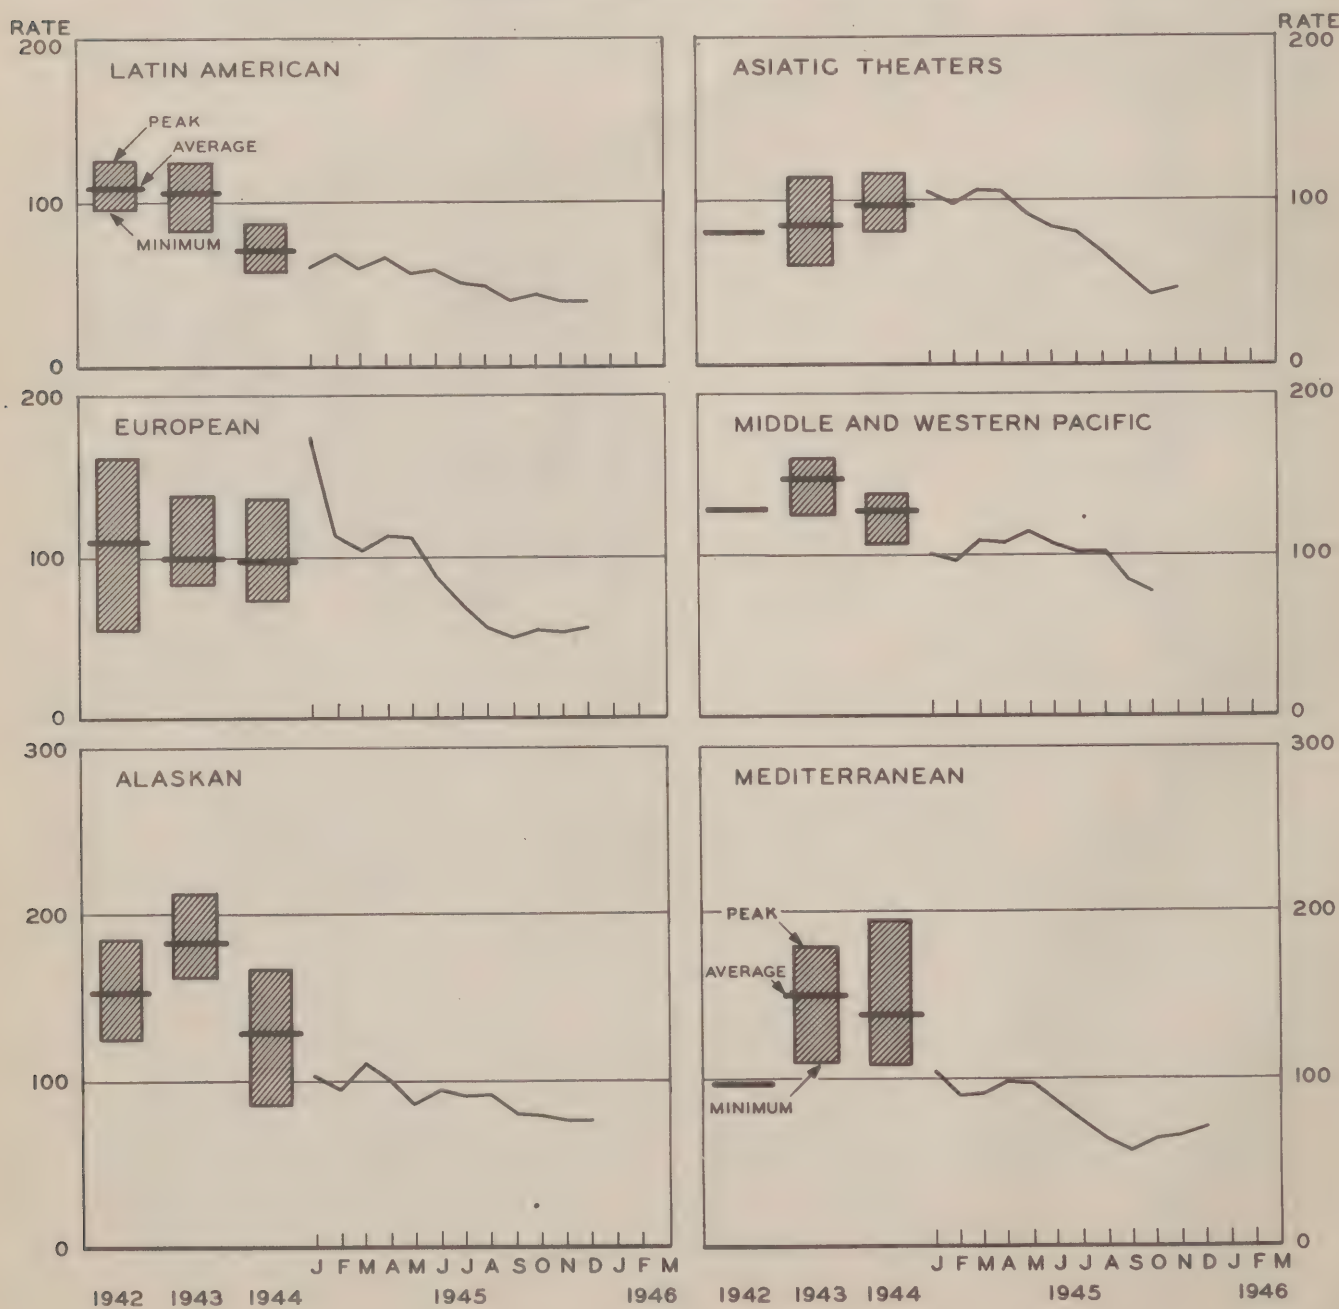 RATE
200
LATIN AMERICAN
PEAK
AVERAGE
100
MINIMUM
0
RATE
200
ASIATIC THEATERS
100
0
200
EUROPEAN
100
0
MIDDLE AND WESTERN PACIFIC
200
100
0
300
ALASKAN
200
100
0
J F M A M J J A S O N D J F M
1942 1943 1944 1945 1946
MEDITERRANEAN
300
PEAK
200
AVERAGE
100
MINIMUM
0
J F M A M J J A S O N D J F M
1942 1943 1944 1945 1946